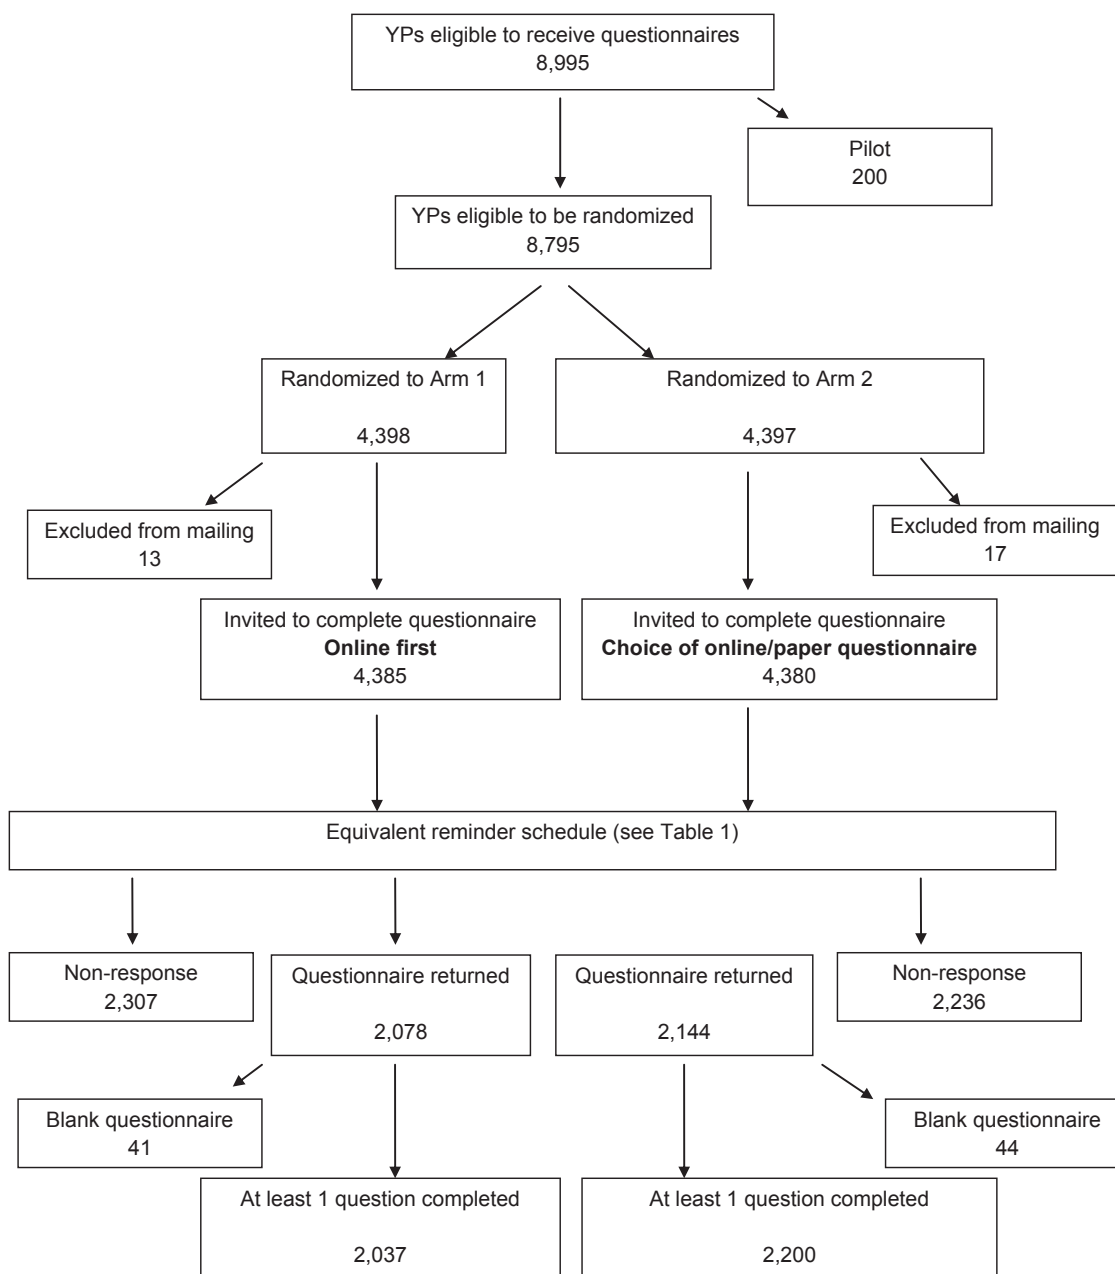 YPs eligible to receive questionnaires
8,995
Pilot
200
YPs eligible to be randomized
8,795
Randomized to Arm 1
4,398
Randomized to Arm 2
4,397
Excluded from mailing
13
Excluded from mailing
17
Invited to complete questionnaire
Online first
4,385
Invited to complete questionnaire
Choice of online/paper questionnaire
4,380
Equivalent reminder schedule (see Table 1)
Non-response
2,307
Questionnaire returned
2,078
Questionnaire returned
2,144
Non-response
2,236
Blank questionnaire
41
Blank questionnaire
44
At least 1 question completed
2,037
At least 1 question completed
2,200